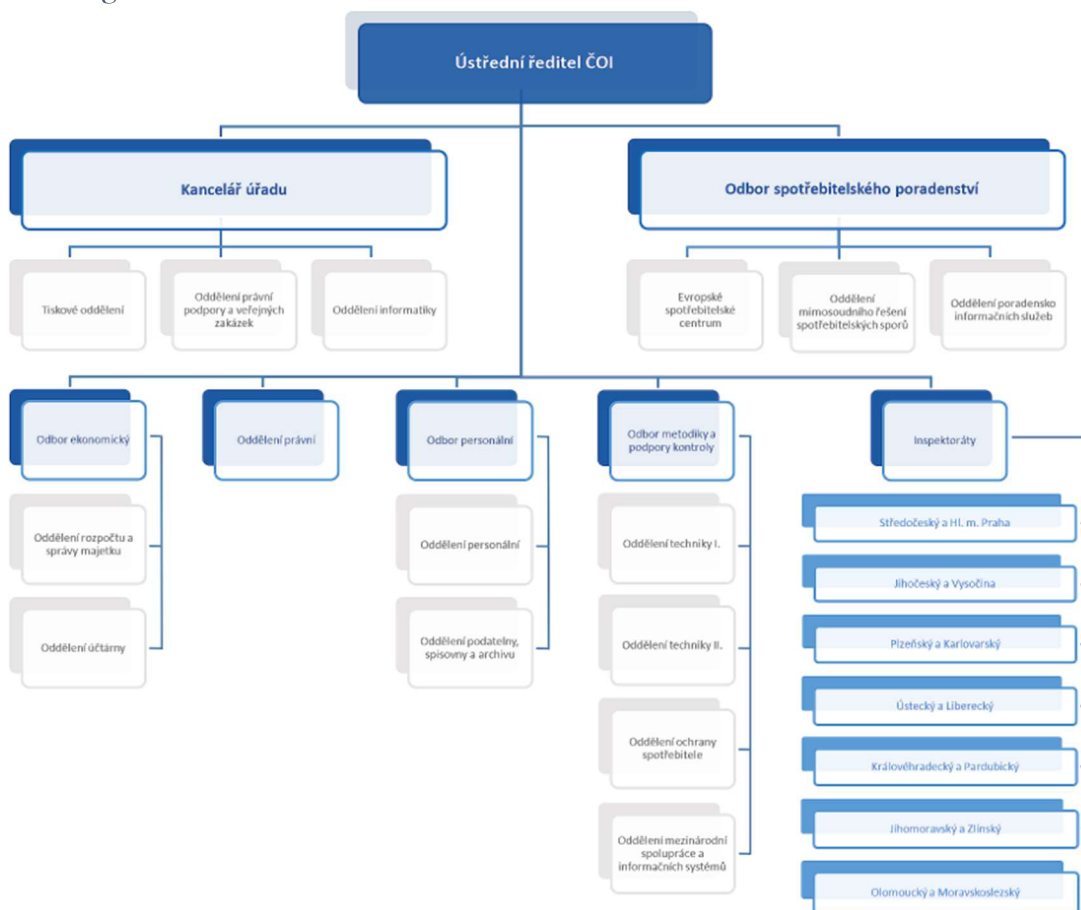 Ústřední ředitel ČOI
Kancelář úřadu
Odbor spotřebitelského poradenství
Tiskové oddělení
Oddělení právní
podpory a veřejných
zakázek
Oddělení informatiky
Evropské
spotřebitelské
centrum
Oddělení
mimosoudního řešení
spotřebitelských sporů
Oddělení poradensko
informačních služeb
Odbor ekonomický
Oddělení právní
Odbor personální
Odbor metodiky a
podpory kontroly
Inspektoráty
Oddělení rozpočtu a
správy majetku
Oddělení účtárny
Oddělení personální
Oddělení podatelny,
spisovny a archivu
Oddělení techniky I.
Oddělení techniky II.
Oddělení ochrany
spotřebitele
Oddělení mezinárodní
spolupráce a
informačních systémů
Středočeský a Hl. m. Praha
Jihočeský a Vysočina
Plzeňský a Karlovarský
Ústecký a Liberecký
Královéhradecký a Pardubický
Jihomoravský a Zlínský
Olomoucký a Moravskoslezský